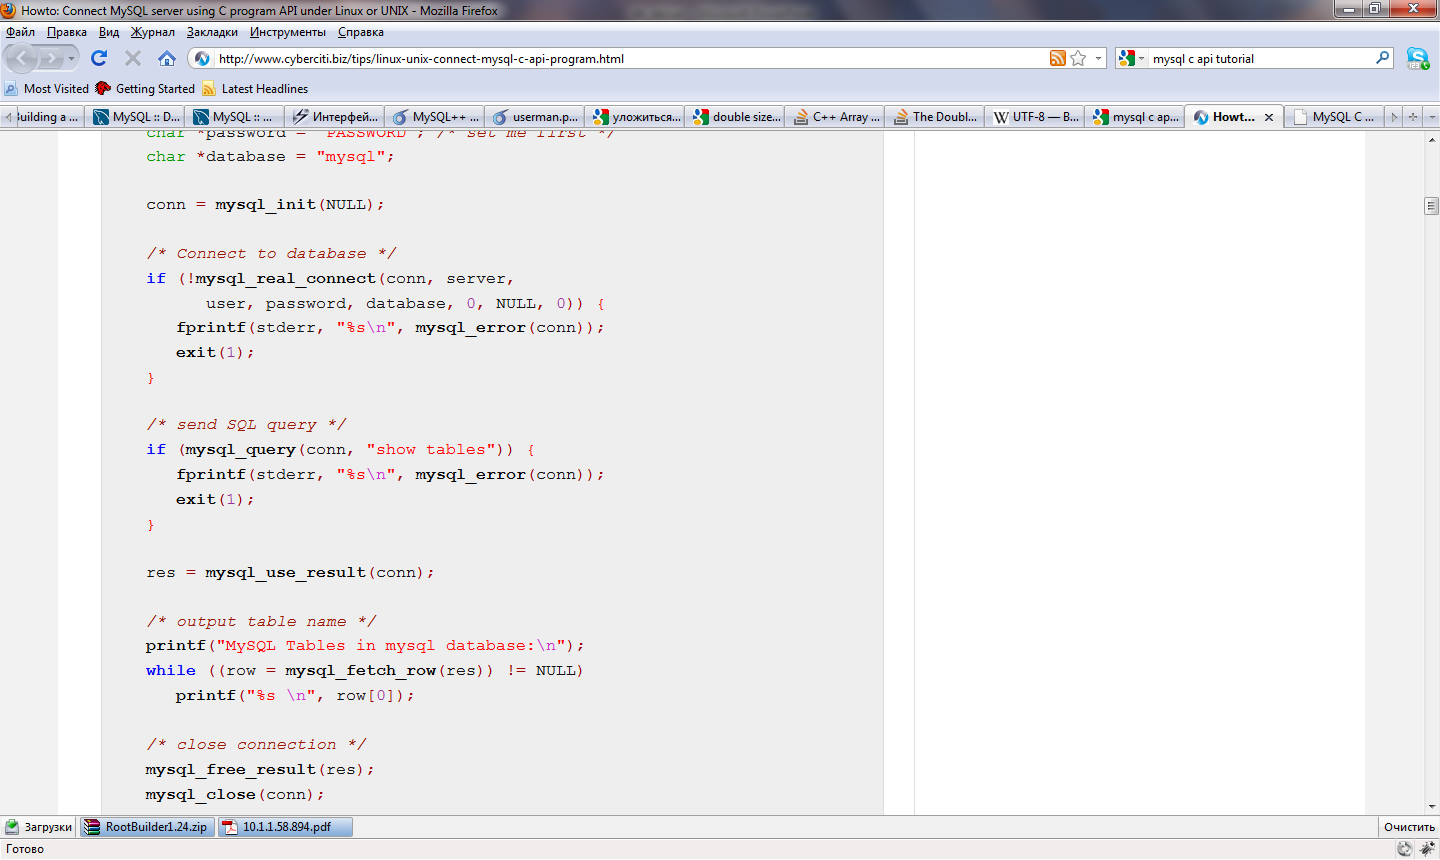 Howto: Connect MySQL server using C program API under Linux or UNIX - Mozilla Firefox
Файл Правка Вид Журнал Закладки Инструменты Справка
http://www.cyberciti.biz/tips/linux-unix-connect-mysql-c-api-program.html
mysql c api tutorial
Most Visited Getting Started Latest Headlines
uilding a ... MySQL :: D... MySQL :: ... Интерфей... MySQL++ ... userman.p... уложиться... double size... C++ Array ... The Doubl... UTF-8 — В... mysql c ap... Howt... MySQL C ...
char *password = "PASSWORD"; /* set me first */
char *database = "mysql";
conn = mysql_init(NULL);
/* Connect to database */
if (!mysql_real_connect(conn, server,
user, password, database, 0, NULL, 0)) {
fprintf(stderr, "%s\n", mysql_error(conn));
exit(1);
}
/* send SQL query */
if (mysql_query(conn, "show tables")) {
fprintf(stderr, "%s\n", mysql_error(conn));
exit(1);
}
res = mysql_use_result(conn);
/* output table name */
printf("MySQL Tables in mysql database:\n");
while ((row = mysql_fetch_row(res)) != NULL)
printf("%s \n", row[0]);
/* close connection */
mysql_free_result(res);
mysql_close(conn);
Загрузки RootBuilder1.24.zip 10.1.1.58.894.pdf Очистить
Готово